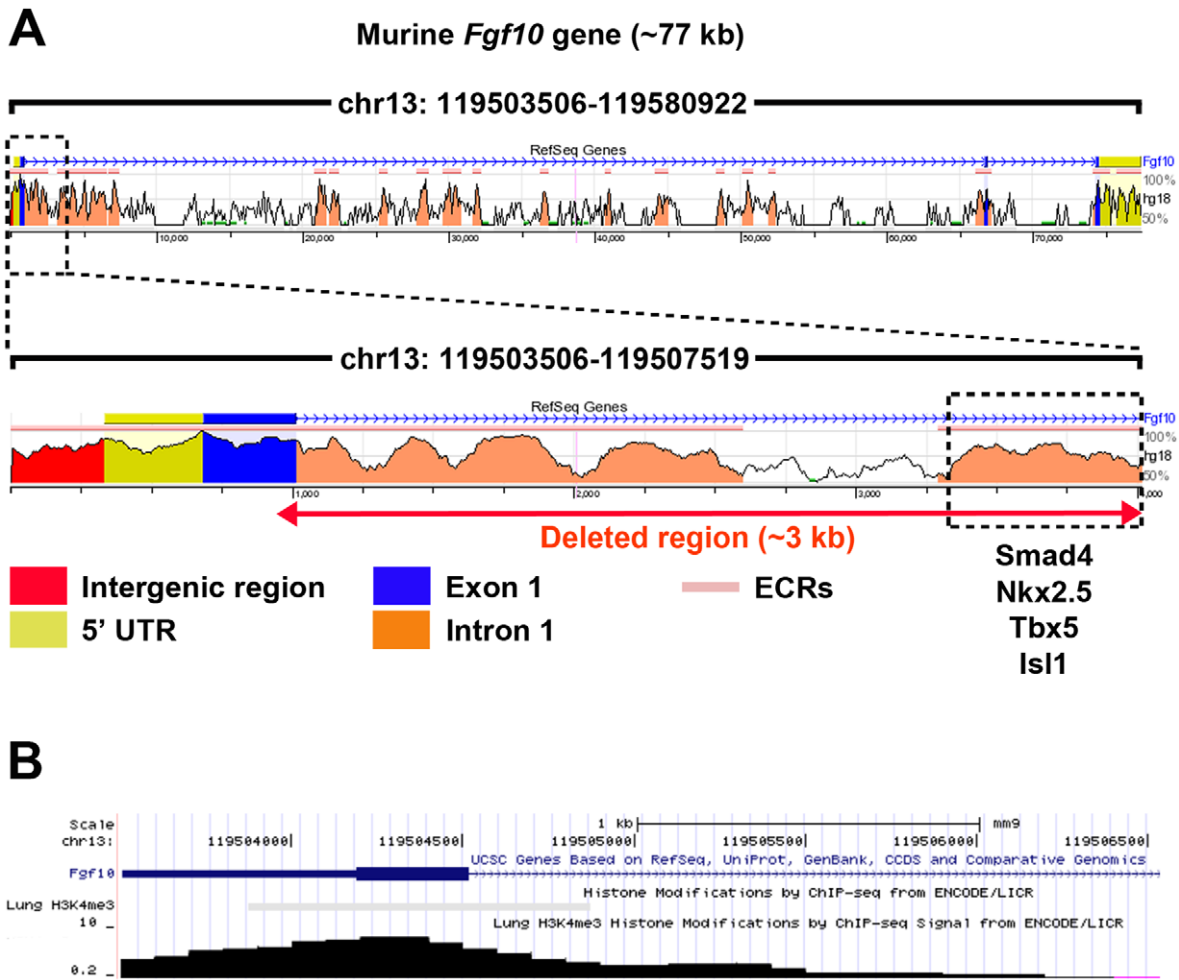 A
Murine Fgf10 gene (~77 kb)
chr13: 119503506-119580922
RefSeq Genes
Fgf10
100%
hg18
50%
10,000 20,000 30,000 40,000 50,000 60,000 70,000
chr13: 119503506-119507519
RefSeq Genes
Fgf10
100%
hg18
50%
1,000 2,000 3,000
Deleted region (~3 kb)
Smad4
Nkx2.5
Tbx5
Isl1
Intergenic region Exon 1 ECRs
5' UTR Intron 1
B
Scale 1 kb mm9
chr13: 119504000 119504500 119505000 119505500 119506000 119506500
UCSC Genes Based on RefSeq, UniProt, GenBank, CCDS and Comparative Genomics
Fgf10
Histone Modifications by ChIP-seq from ENCODE/LICR
Lung H3K4me3
Lung H3K4me3 Histone Modifications by ChIP-seq Signal from ENCODE/LICR
10 _
0.2 _